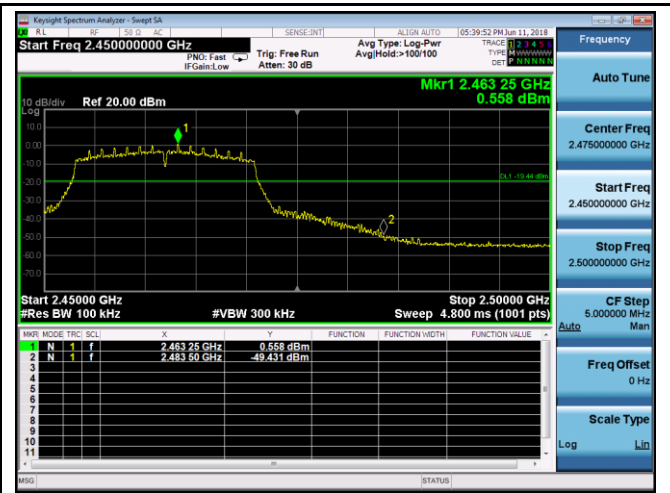 Keysight Spectrum Analyzer - Swept SA
RL RF 50 Ω AC SENSE:INT ALIGN AUTO 05:39:52 PM Jun 11, 2018
Start Freq 2.450000000 GHz
PNO: Fast
IFGain:Low
Trig: Free Run
Atten: 30 dB
Avg Type: Log-Pwr
Avg|Hold:>100/100
TRACE 1 2 3 4 5 6
TYPE M WWWWW
DET P N N N N N
Mkr1 2.463 25 GHz
0.558 dBm
10 dB/div Ref 20.00 dBm
Log
10.0
0.00
-10.0
-20.0
-30.0
-40.0
-50.0
-60.0
-70.0
1
DL1 -19.44 dBm
2
Start 2.45000 GHz Stop 2.50000 GHz
#Res BW 100 kHz #VBW 300 kHz Sweep 4.800 ms (1001 pts)
MKR MODE TRC SCL X Y FUNCTION FUNCTION WIDTH FUNCTION VALUE
1 N 1 f 2.463 25 GHz 0.558 dBm
2 N 1 f 2.483 50 GHz -49.431 dBm
3
4
5
6
7
8
9
10
11
MSG STATUS
Frequency
Auto Tune
Center Freq
2.475000000 GHz
Start Freq
2.450000000 GHz
Stop Freq
2.500000000 GHz
CF Step
5.000000 MHz
Auto Man
Freq Offset
0 Hz
Scale Type
Log Lin